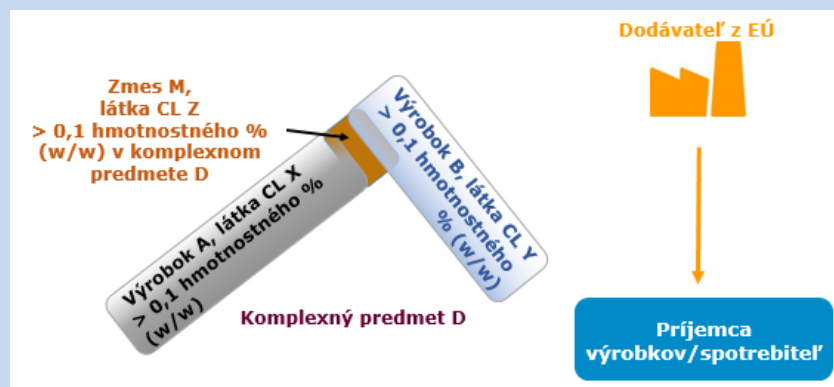 Dodávateľ z EÚ
Zmes M,
látka CL Z
> 0,1 hmotnostného %
(w/w) v komplexnom
predmete D
Výrobok A, látka CL X
> 0,1 hmotnostného %
(w/w)
Výrobok B, látka CL Y
> 0,1 hmotnostného
% (w/w)
Komplexný predmet D
Príjemca
výrobkov/spotrebiteľ